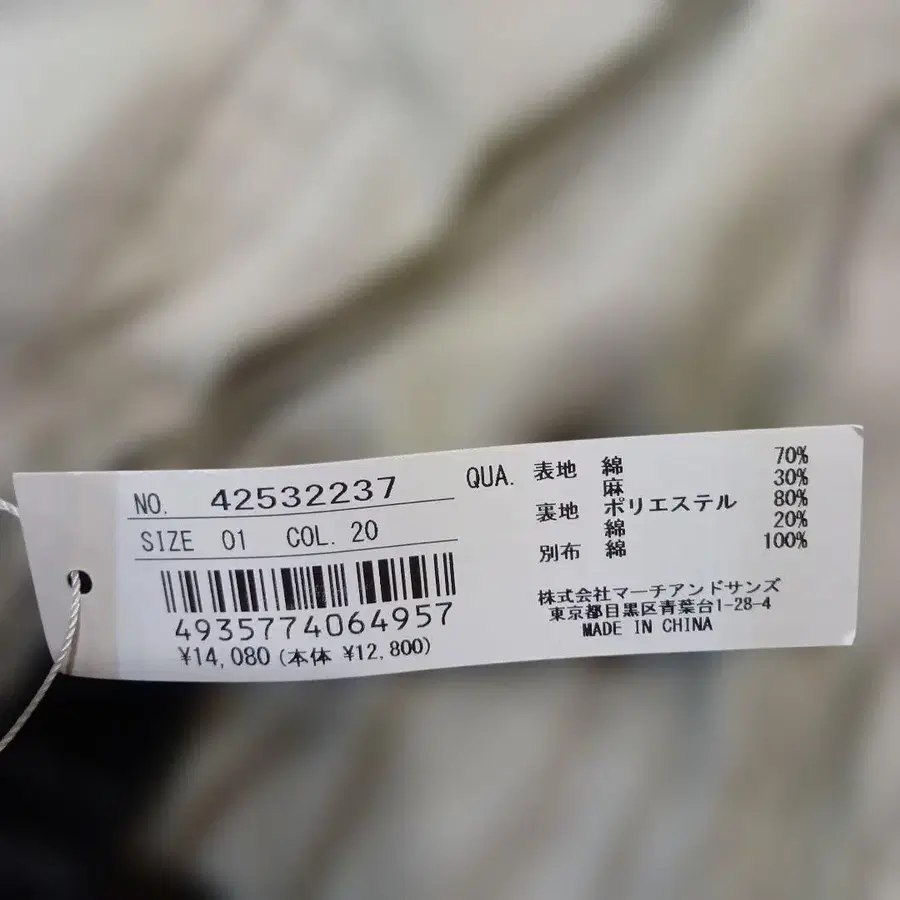 NO. 42532237
SIZE 01 COL. 20
4935774064957
¥14,080 (本体 ¥12,800)
QUA. 表地 綿 70%
麻 30%
裏地 ポリエステル 80%
綿 20%
別布 綿 100%
株式会社マーチアンドサンズ
東京都目黒区青葉台1-28-4
MADE IN CHINA